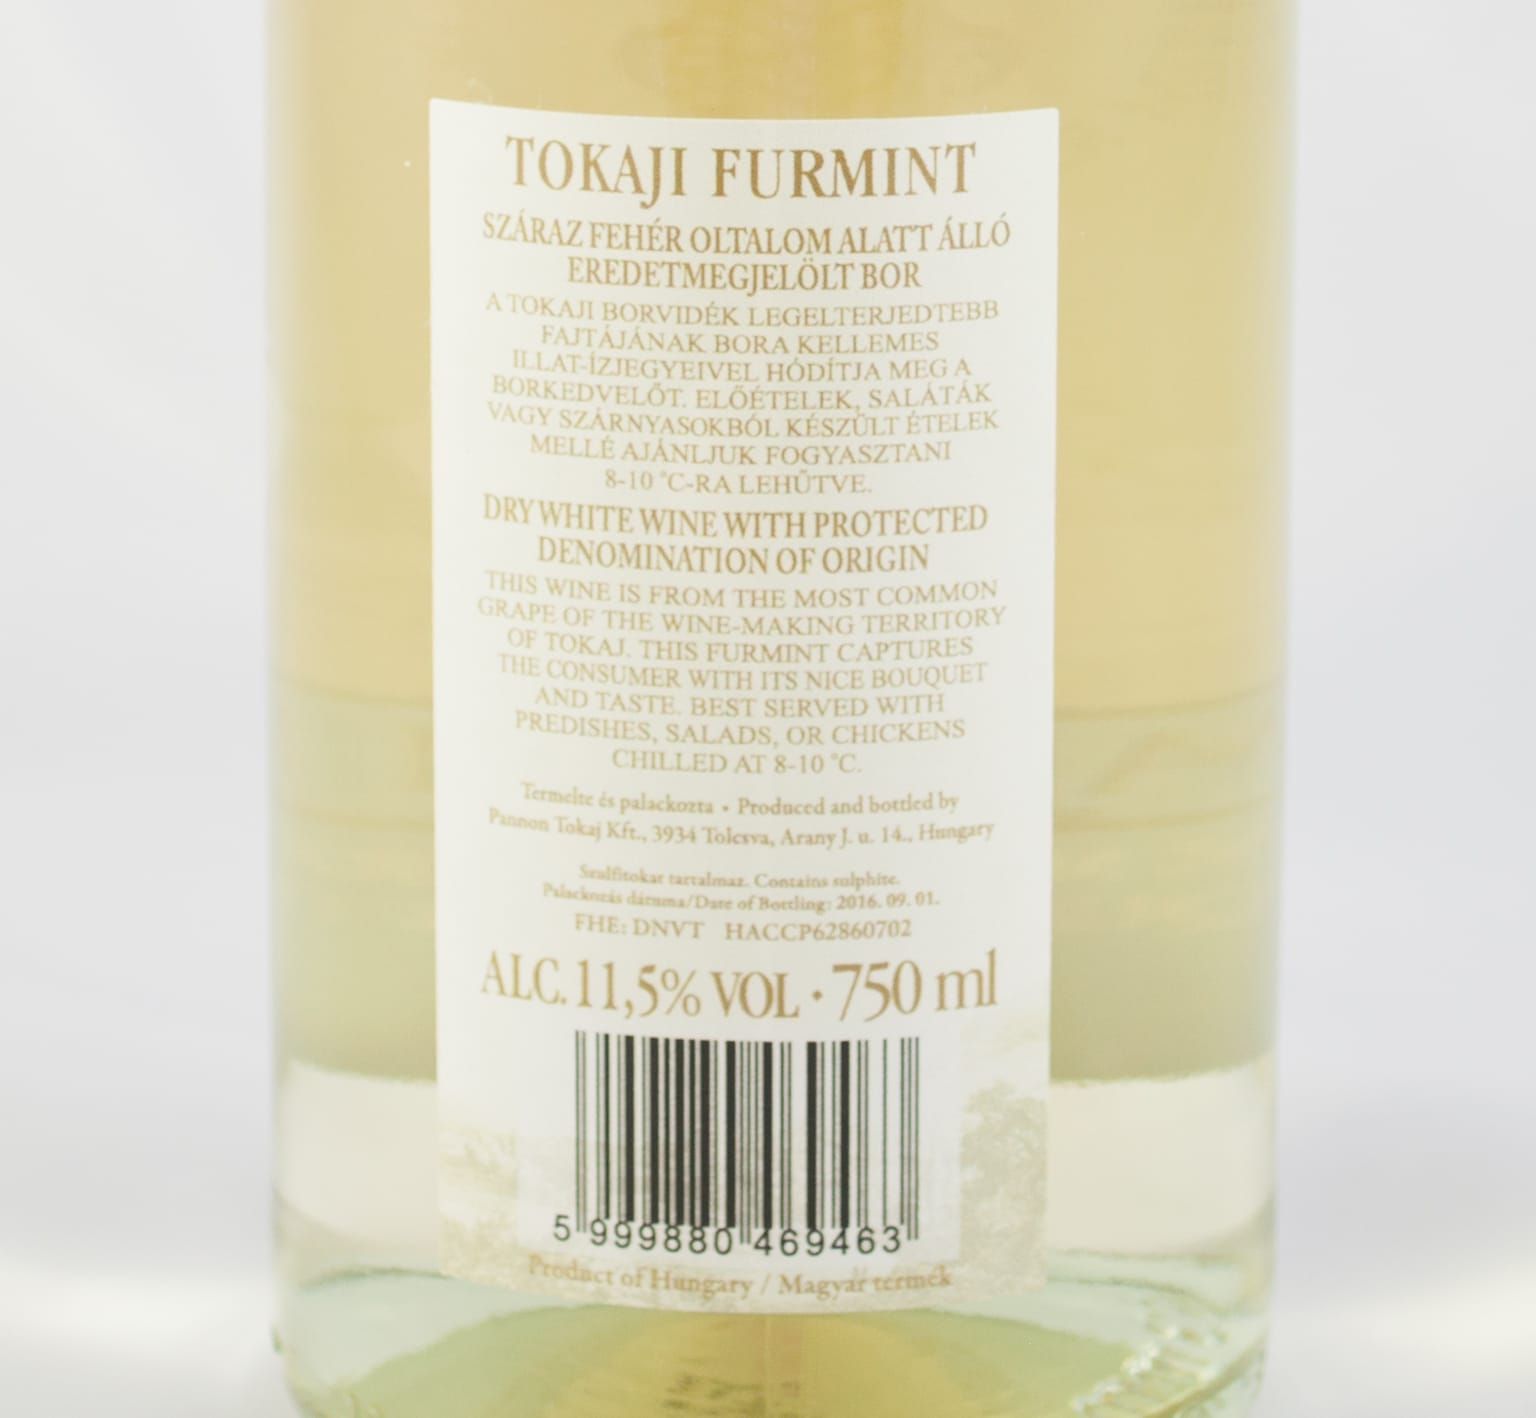 TOKAJI FURMINT
SZÁRAZ FEHÉR OLTALOM ALATT ÁLLÓ
EREDETMEGJELÖLT BOR
A TOKAJI BORVIDÉK LEGELTERJEDTEBB
FAJTÁJÁNAK BORA KELLEMES
ILLAT-ÍZJEGYEIVEL HÓDÍTJA MEG A
BORKEDVELŐT. ELŐÉTELEK, SALÁTÁK
VAGY SZÁRNYASOKBÓL KÉSZÜLT ÉTELEK
MELLÉ AJÁNLJUK FOGYASZTANI
8-10 °C-RA LEHŰTVE.
DRY WHITE WINE WITH PROTECTED
DENOMINATION OF ORIGIN
THIS WINE IS FROM THE MOST COMMON
GRAPE OF THE WINE-MAKING TERRITORY
OF TOKAJ. THIS FURMINT CAPTURES
THE CONSUMER WITH ITS NICE BOUQUET
AND TASTE. BEST SERVED WITH
PREDISHES, SALADS, OR CHICKENS
CHILLED AT 8-10 °C.
Termelte és palackozta • Produced and bottled by
Pannon Tokaj Kft., 3934 Tolcsva, Arany J. u. 14., Hungary
Szulfitokat tartalmaz. Contains sulphite.
Palackozás dátuma/Date of Bottling: 2016. 09. 01.
FHE: DNVT HACCP62860702
ALC. 11,5% VOL • 750 ml
5 999880 469463
Product of Hungary / Magyar termék